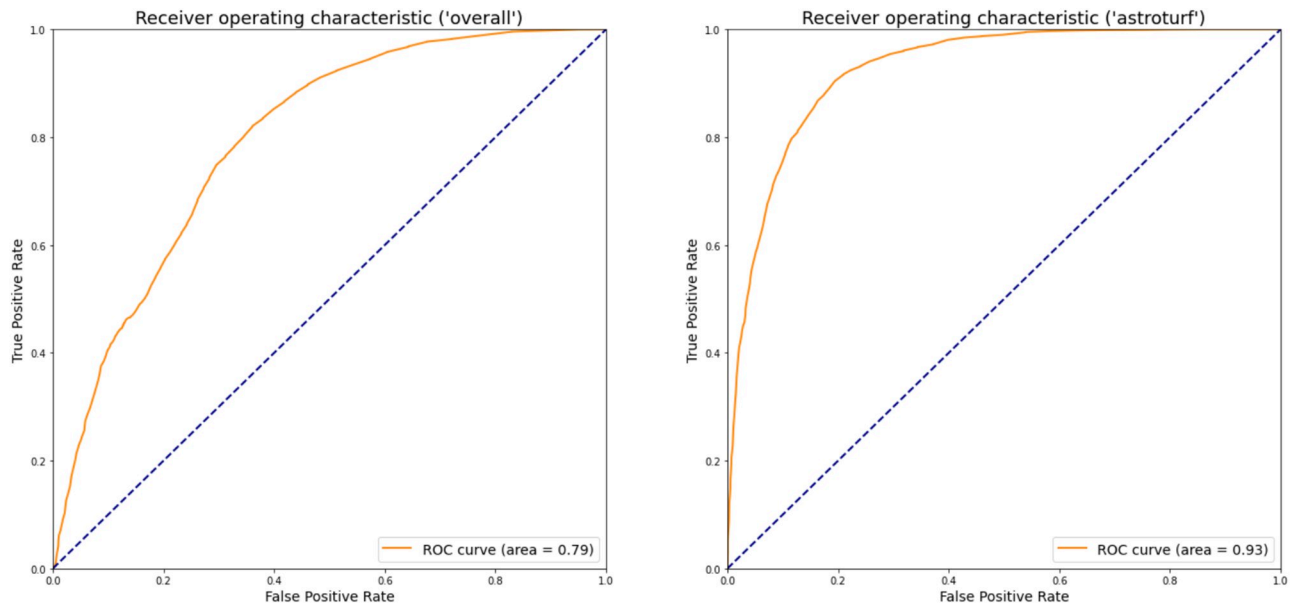 Receiver operating characteristic ('overall')
1.0
0.8
0.6
0.4
0.2
0.0
True Positive Rate
0.0 0.2 0.4 0.6 0.8 1.0
False Positive Rate
ROC curve (area = 0.79)
Receiver operating characteristic ('astroturf')
1.0
0.8
0.6
0.4
0.2
0.0
True Positive Rate
0.0 0.2 0.4 0.6 0.8 1.0
False Positive Rate
ROC curve (area = 0.93)